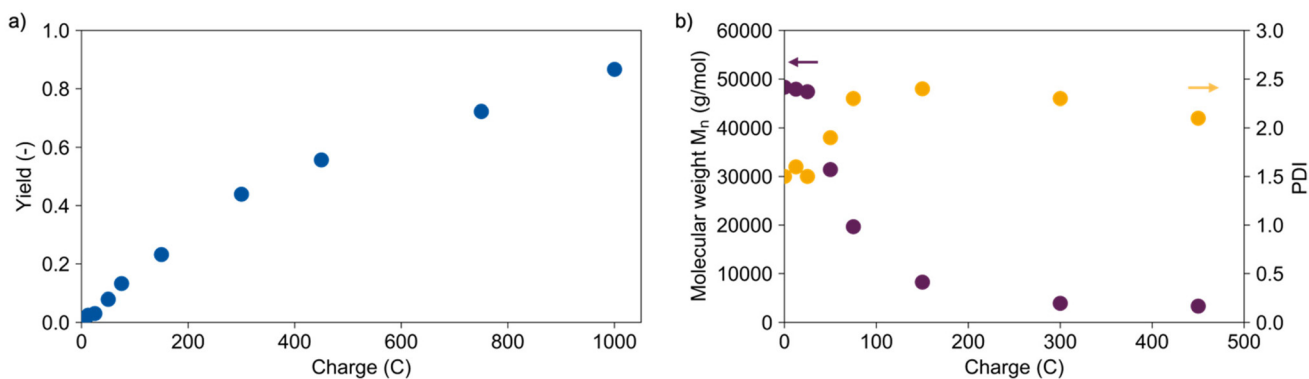 a)
1.0
0.8
0.6
0.4
0.2
0.0
Yield (-)
0 200 400 600 800 1000
Charge (C)
b)
60000
50000
40000
30000
20000
10000
0
Molecular weight Mₙ (g/mol)
0 100 200 300 400 500
Charge (C)
3.0
2.5
2.0
1.5
1.0
0.5
0.0
PDI